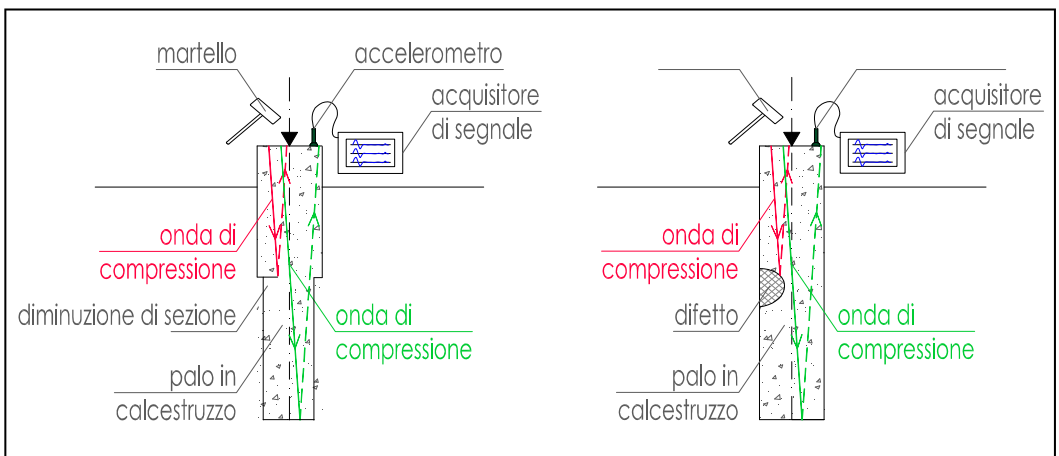 martello
accelerometro
acquisitore
di segnale
onda di
compressione
diminuzione di sezione
onda di
compressione
palo in
calcestruzzo
acquisitore
di segnale
onda di
compressione
difetto
onda di
compressione
palo in
calcestruzzo